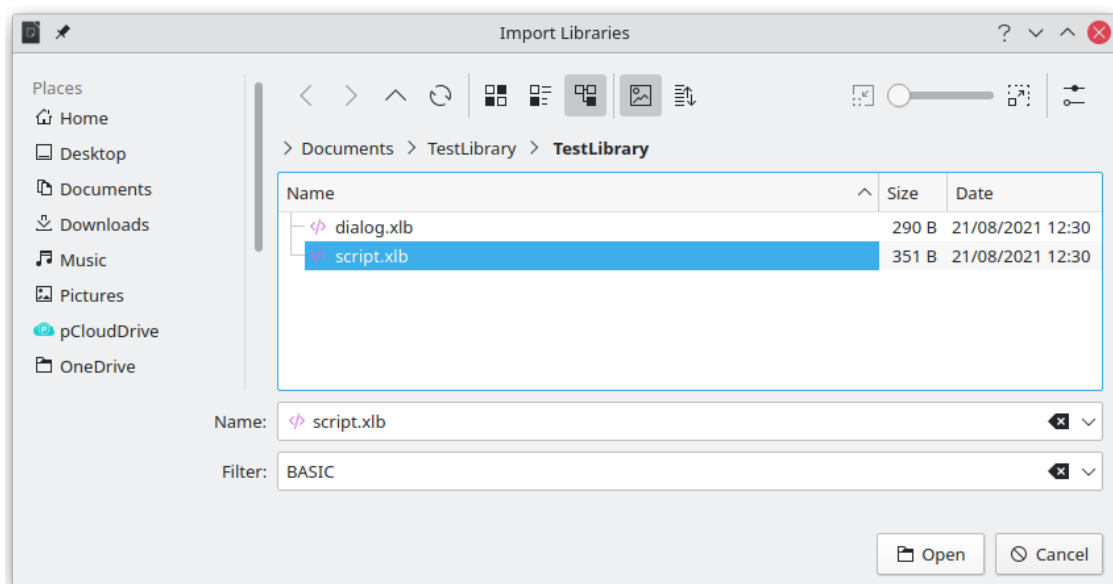 Import Libraries
Places
Home
Desktop
Documents
Downloads
Music
Pictures
pCloudDrive
OneDrive
> Documents > TestLibrary > TestLibrary
Name Size Date
dialog.xlb 290 B 21/08/2021 12:30
script.xlb 351 B 21/08/2021 12:30
Name: script.xlb
Filter: BASIC
Open Cancel